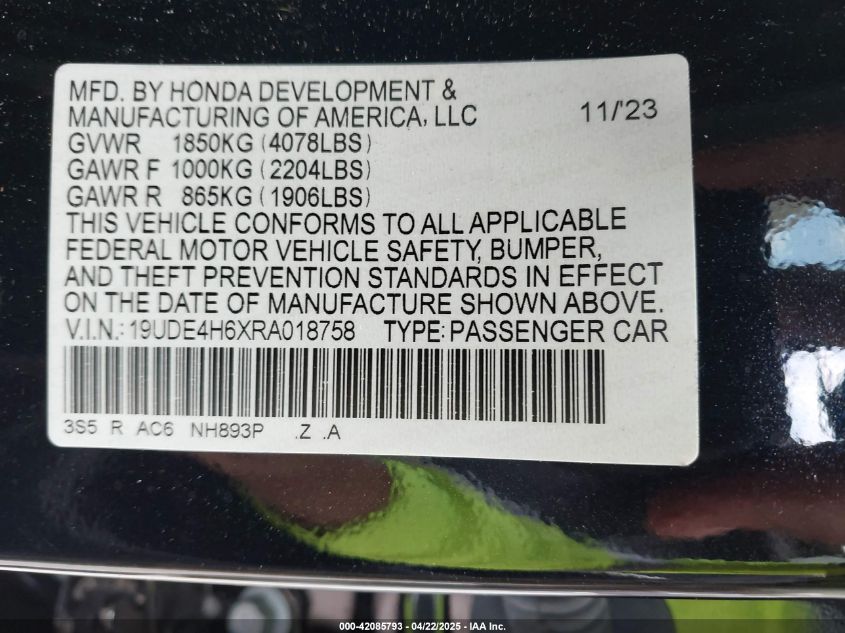 MFD. BY HONDA DEVELOPMENT &
MANUFACTURING OF AMERICA, LLC 11/'23
GVWR 1850KG (4078LBS)
GAWR F 1000KG (2204LBS)
GAWR R 865KG (1906LBS)
THIS VEHICLE CONFORMS TO ALL APPLICABLE
FEDERAL MOTOR VEHICLE SAFETY, BUMPER,
AND THEFT PREVENTION STANDARDS IN EFFECT
ON THE DATE OF MANUFACTURE SHOWN ABOVE.
V.I.N.: 19UDE4H6XRA018758 TYPE: PASSENGER CAR
3S5 R AC6 NH893P .Z .A
000-42085793 - 04/22/2025 - IAA Inc.